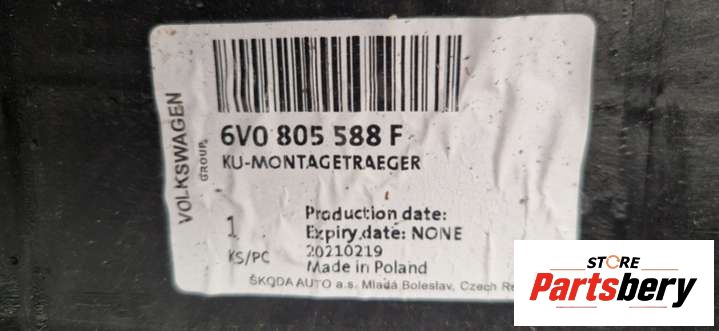 VOLKSWAGEN
GROUP
6V0 805 588 F
KU-MONTAGETRAEGER
1
KS/PC
Production date:
Expiry.date: NONE
20210219
Made in Poland
ŠKODA AUTO a.s. Mladá Boleslav, Czech Re
STORE
Partsbery